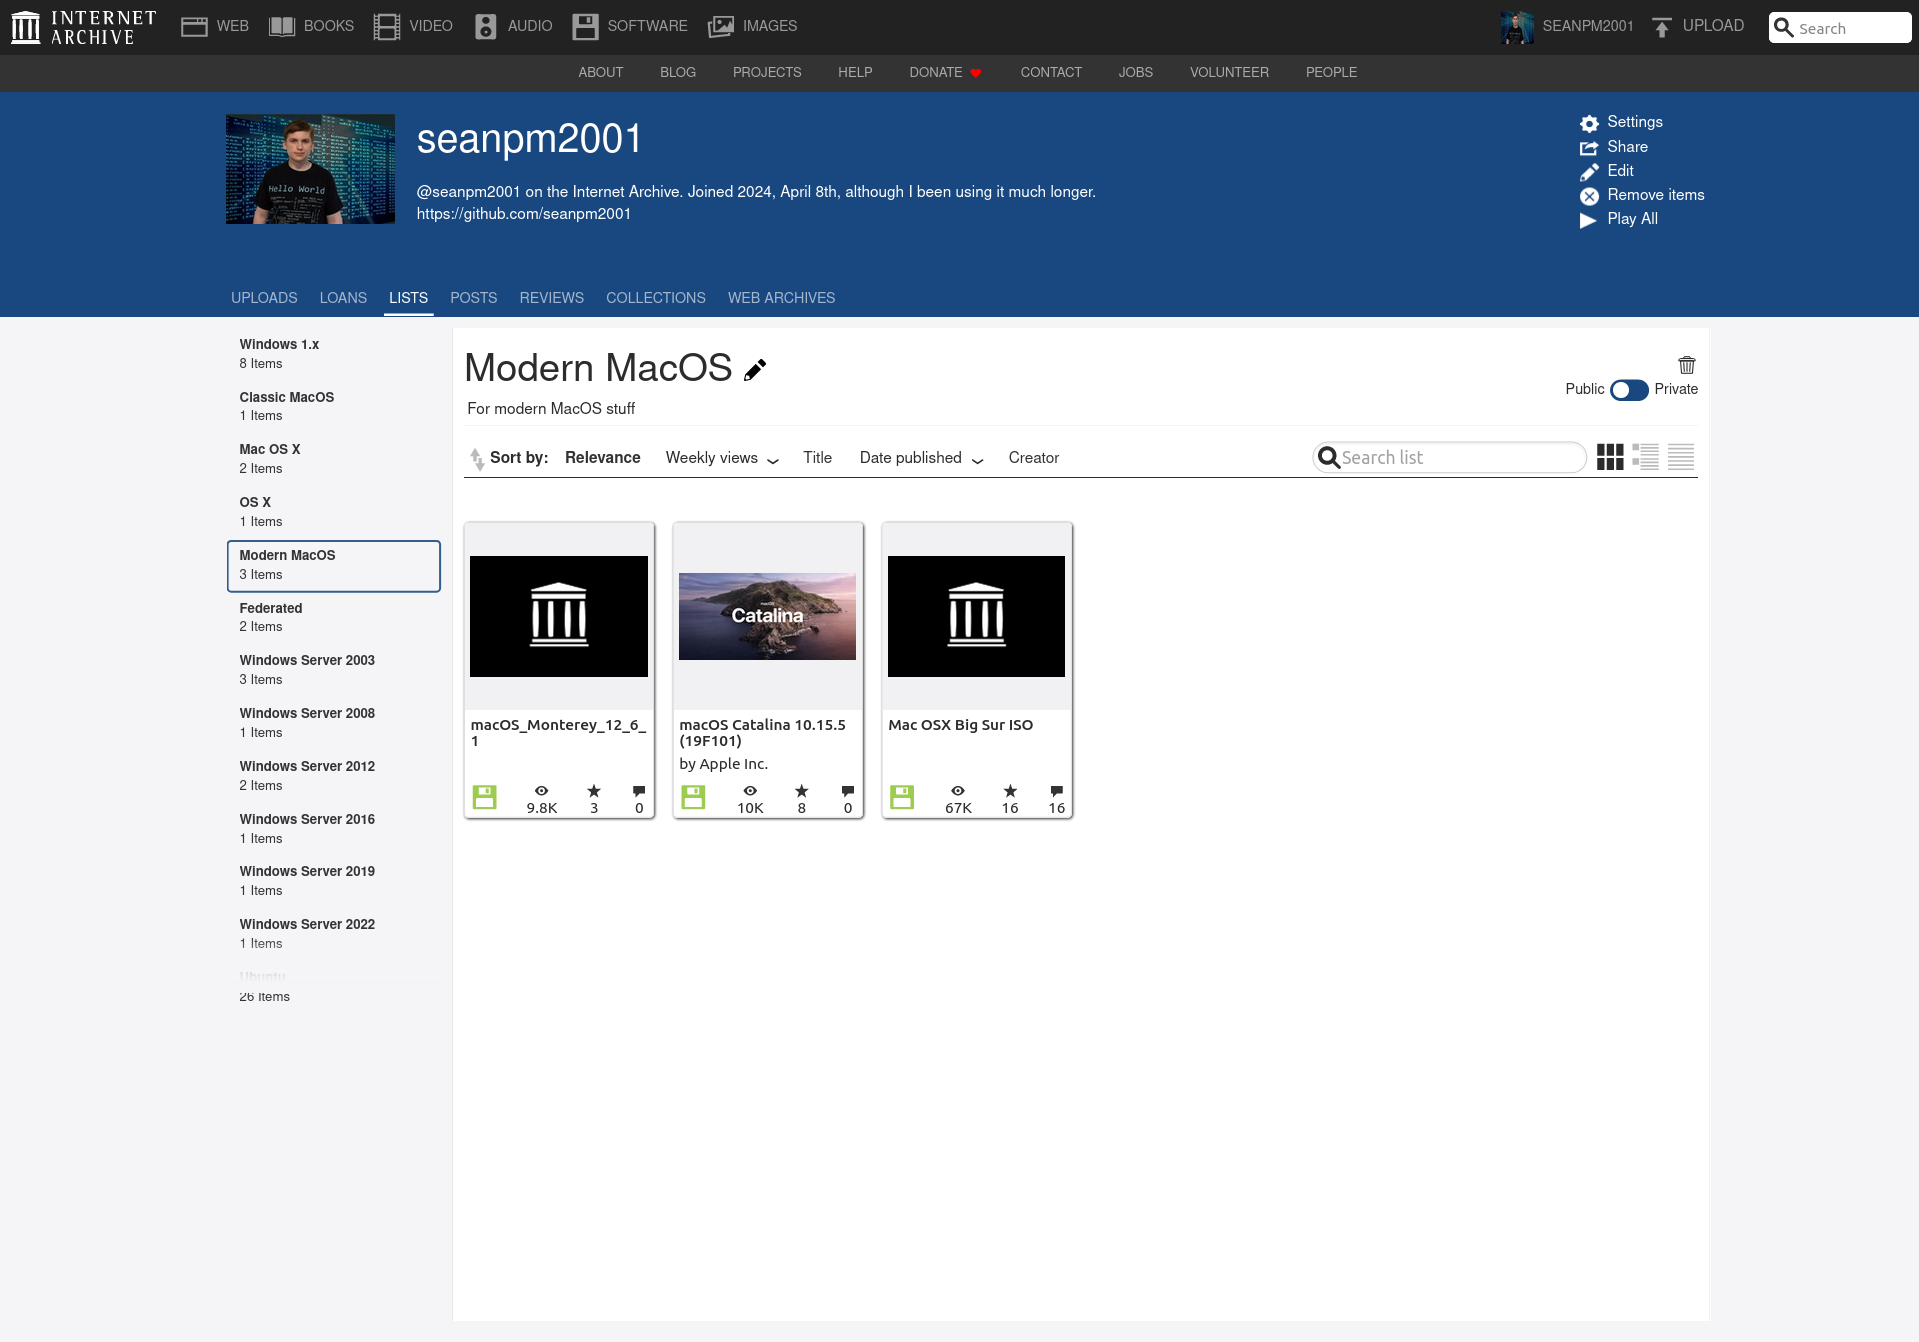 INTERNET ARCHIVE
WEB BOOKS VIDEO AUDIO SOFTWARE IMAGES SEANPM2001 UPLOAD Search
ABOUT BLOG PROJECTS HELP DONATE CONTACT JOBS VOLUNTEER PEOPLE
Hello World
seanpm2001
@seanpm2001 on the Internet Archive. Joined 2024, April 8th, although I been using it much longer.
https://github.com/seanpm2001
Settings
Share
Edit
Remove items
Play All
UPLOADS LOANS LISTS POSTS REVIEWS COLLECTIONS WEB ARCHIVES
Windows 1.x
8 Items
Classic MacOS
1 Items
Mac OS X
2 Items
OS X
1 Items
Modern MacOS
3 Items
Federated
2 Items
Windows Server 2003
3 Items
Windows Server 2008
1 Items
Windows Server 2012
2 Items
Windows Server 2016
1 Items
Windows Server 2019
1 Items
Windows Server 2022
1 Items
Ubuntu
26 Items
Modern MacOS
For modern MacOS stuff
Public Private
Sort by: Relevance Weekly views Title Date published Creator Search list
macOS_Monterey_12_6_
1
9.8K 3 0
macOS
Catalina
macOS Catalina 10.15.5
(19F101)
by Apple Inc.
10K 8 0
Mac OSX Big Sur ISO
67K 16 16